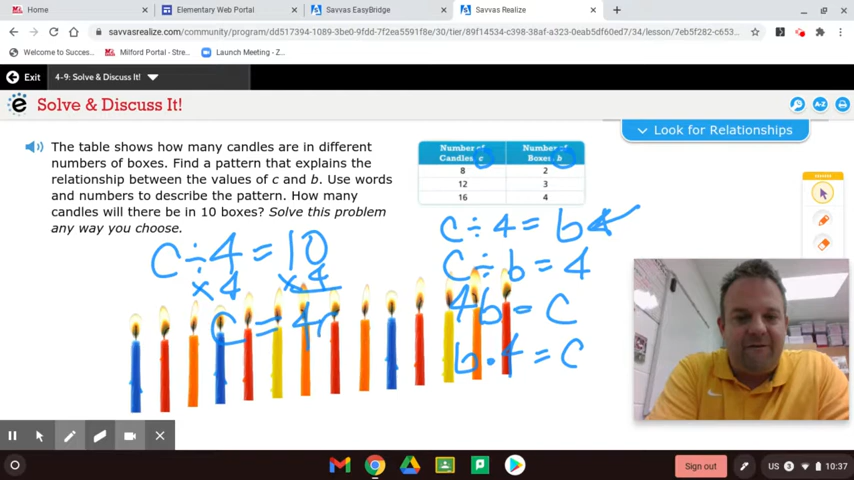 Home
Elementary Web Portal
Savvas EasyBridge
Savvas Realize
savvasrealize.com/community/program/dd517394-1089-3be0-9fdd-7f2ea5591f8e/30/tier/89f14534-c398-38af-a323-0eab5df60ed7/34/lesson/7eb5f282-c653...
Welcome to Succes...
Milford Portal - Stre...
Launch Meeting - Z...
Exit
4-9: Solve & Discuss It!
Solve & Discuss It!
A-Z
Look for Relationships
The table shows how many candles are in different
numbers of boxes. Find a pattern that explains the
relationship between the values of c and b. Use words
and numbers to describe the pattern. How many
candles will there be in 10 boxes? Solve this problem
any way you choose.
Number of Candles c
Number of Boxes b
8 2
12 3
16 4
c ÷ 4 = 10
× 4 × 4
c = 4
c ÷ 4 = b
c ÷ b = 4
4b = c
b · 4 = c
Sign out
US
3
10:37